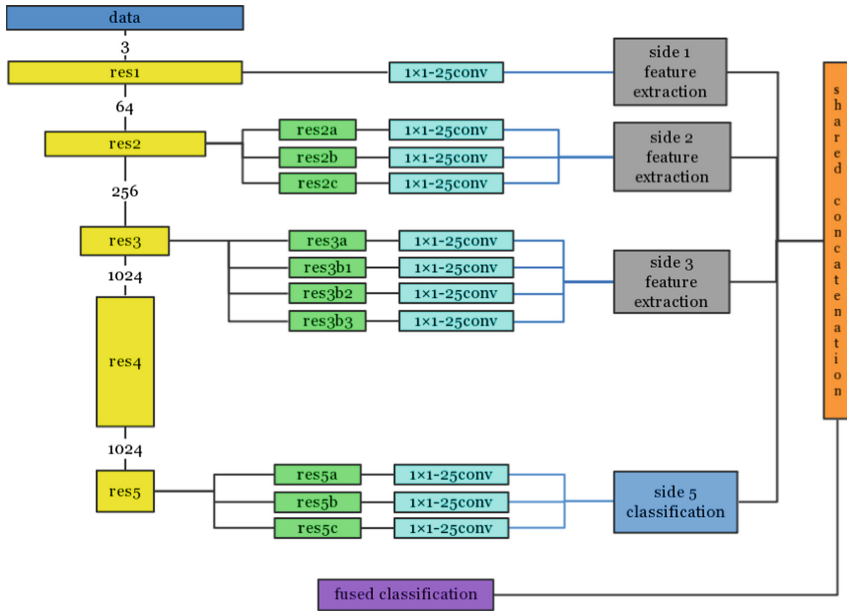 data
3
res1
1×1-25conv
side 1
feature
extraction
64
res2
res2a
1×1-25conv
res2b
1×1-25conv
res2c
1×1-25conv
side 2
feature
extraction
256
res3
res3a
1×1-25conv
res3b1
1×1-25conv
res3b2
1×1-25conv
res3b3
1×1-25conv
side 3
feature
extraction
1024
res4
1024
res5
res5a
1×1-25conv
res5b
1×1-25conv
res5c
1×1-25conv
side 5
classification
shared concatenation
fused classification